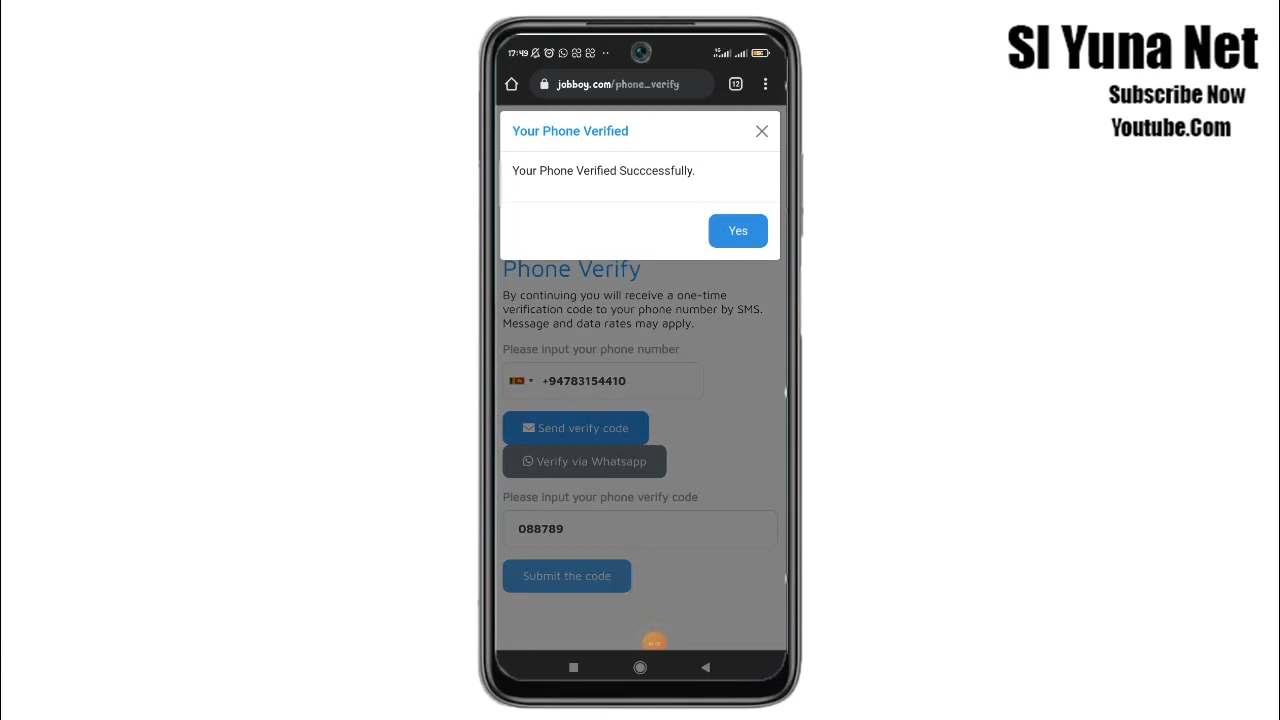 SI Yuna Net
Subscribe Now
Youtube.Com
17:49
4G
jobboy.com/phone_verify
12
Your Phone Verified
Your Phone Verified Succcessfully.
Yes
Phone Verify
By continuing you will receive a one-time
verification code to your phone number by SMS.
Message and data rates may apply.
Please input your phone number
+94783154410
Send verify code
Verify via Whatsapp
Please input your phone verify code
088789
Submit the code